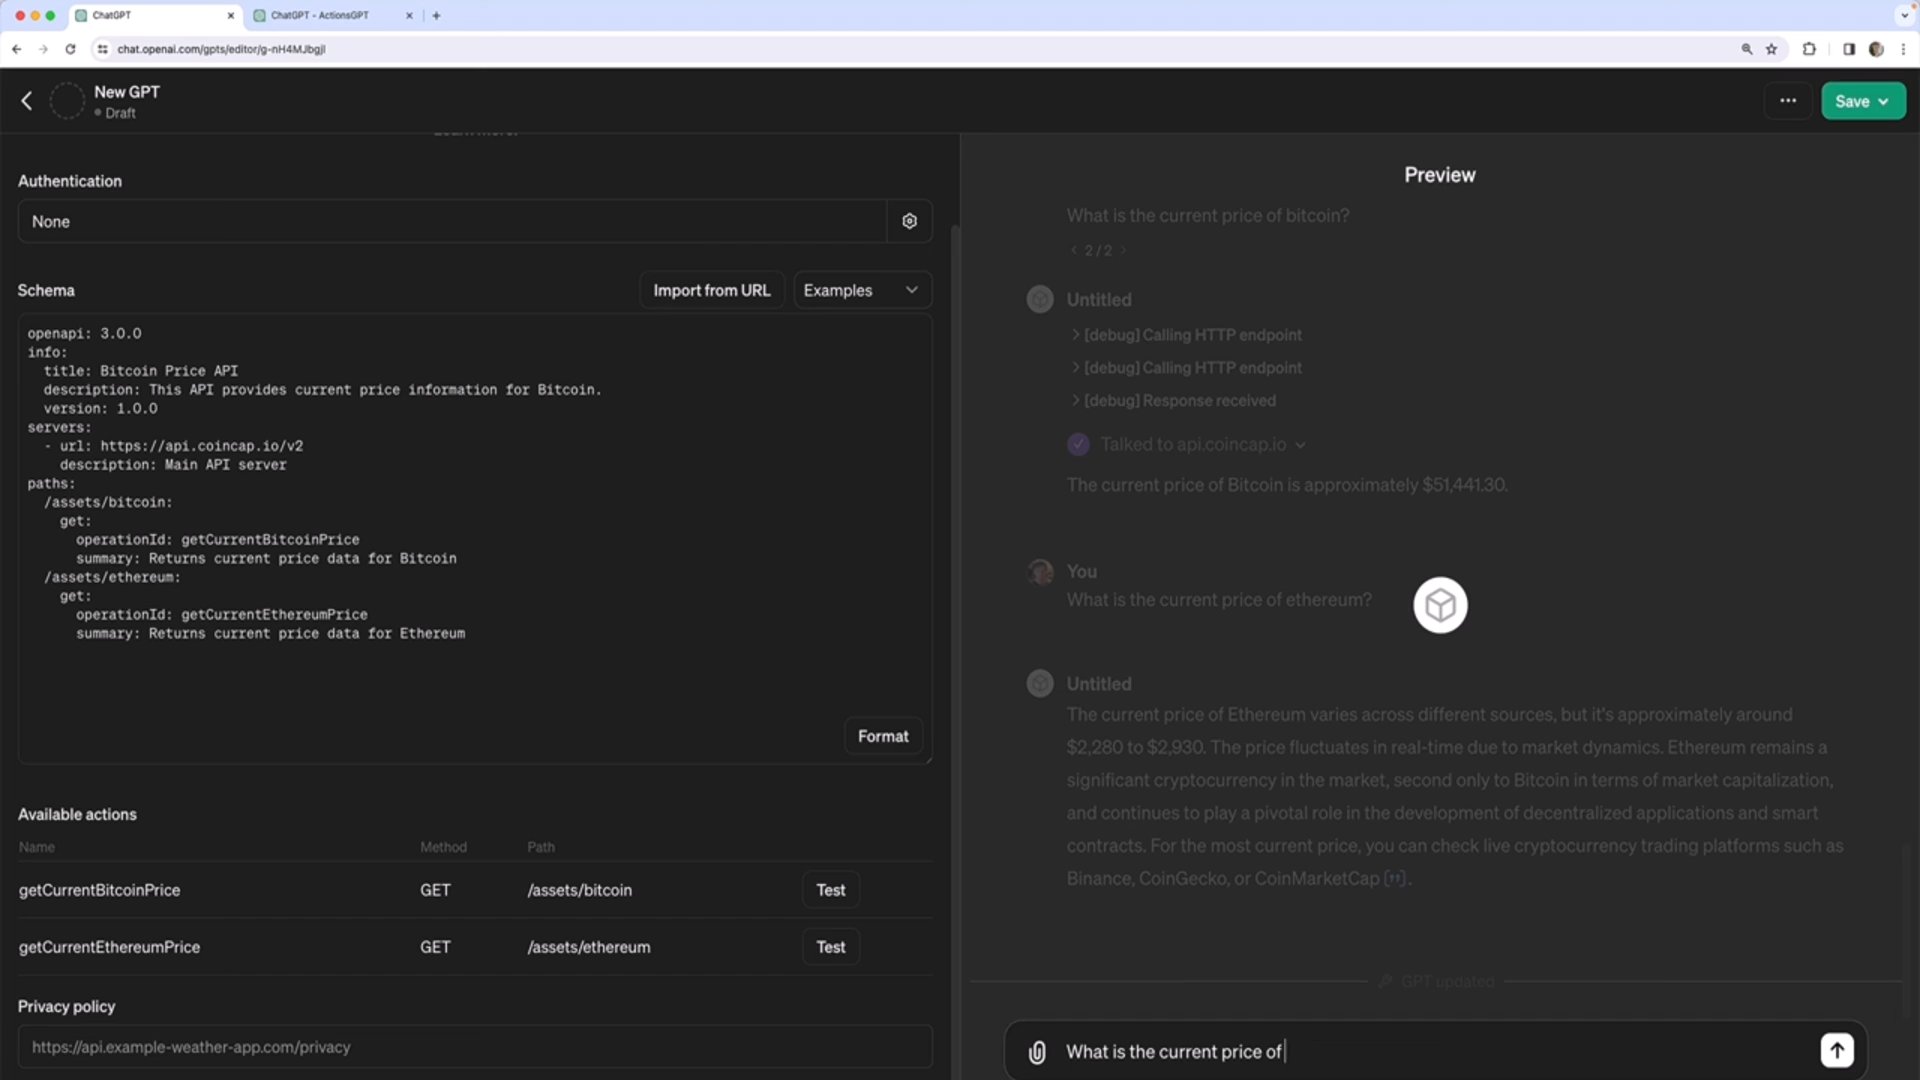 ChatGPT
ChatGPT - ActionsGPT
chat.openai.com/gpts/editor/g-nH4MJbgjl
New GPT
Draft
Save
Learn more.
Authentication
None
Schema
Import from URL
Examples
openapi: 3.0.0
info:
  title: Bitcoin Price API
  description: This API provides current price information for Bitcoin.
  version: 1.0.0
servers:
  - url: https://api.coincap.io/v2
    description: Main API server
paths:
  /assets/bitcoin:
    get:
      operationId: getCurrentBitcoinPrice
      summary: Returns current price data for Bitcoin
  /assets/ethereum:
    get:
      operationId: getCurrentEthereumPrice
      summary: Returns current price data for Ethereum
Format
Available actions
Name Method Path
getCurrentBitcoinPrice GET /assets/bitcoin Test
getCurrentEthereumPrice GET /assets/ethereum Test
Privacy policy
https://api.example-weather-app.com/privacy
Preview
What is the current price of bitcoin?
2 / 2
Untitled
[debug] Calling HTTP endpoint
[debug] Calling HTTP endpoint
[debug] Response received
Talked to api.coincap.io
The current price of Bitcoin is approximately $51,441.30.
You
What is the current price of ethereum?
Untitled
The current price of Ethereum varies across different sources, but it's approximately around
$2,280 to $2,930. The price fluctuates in real-time due to market dynamics. Ethereum remains a
significant cryptocurrency in the market, second only to Bitcoin in terms of market capitalization,
and continues to play a pivotal role in the development of decentralized applications and smart
contracts. For the most current price, you can check live cryptocurrency trading platforms such as
Binance, CoinGecko, or CoinMarketCap ["].
GPT updated
What is the current price of